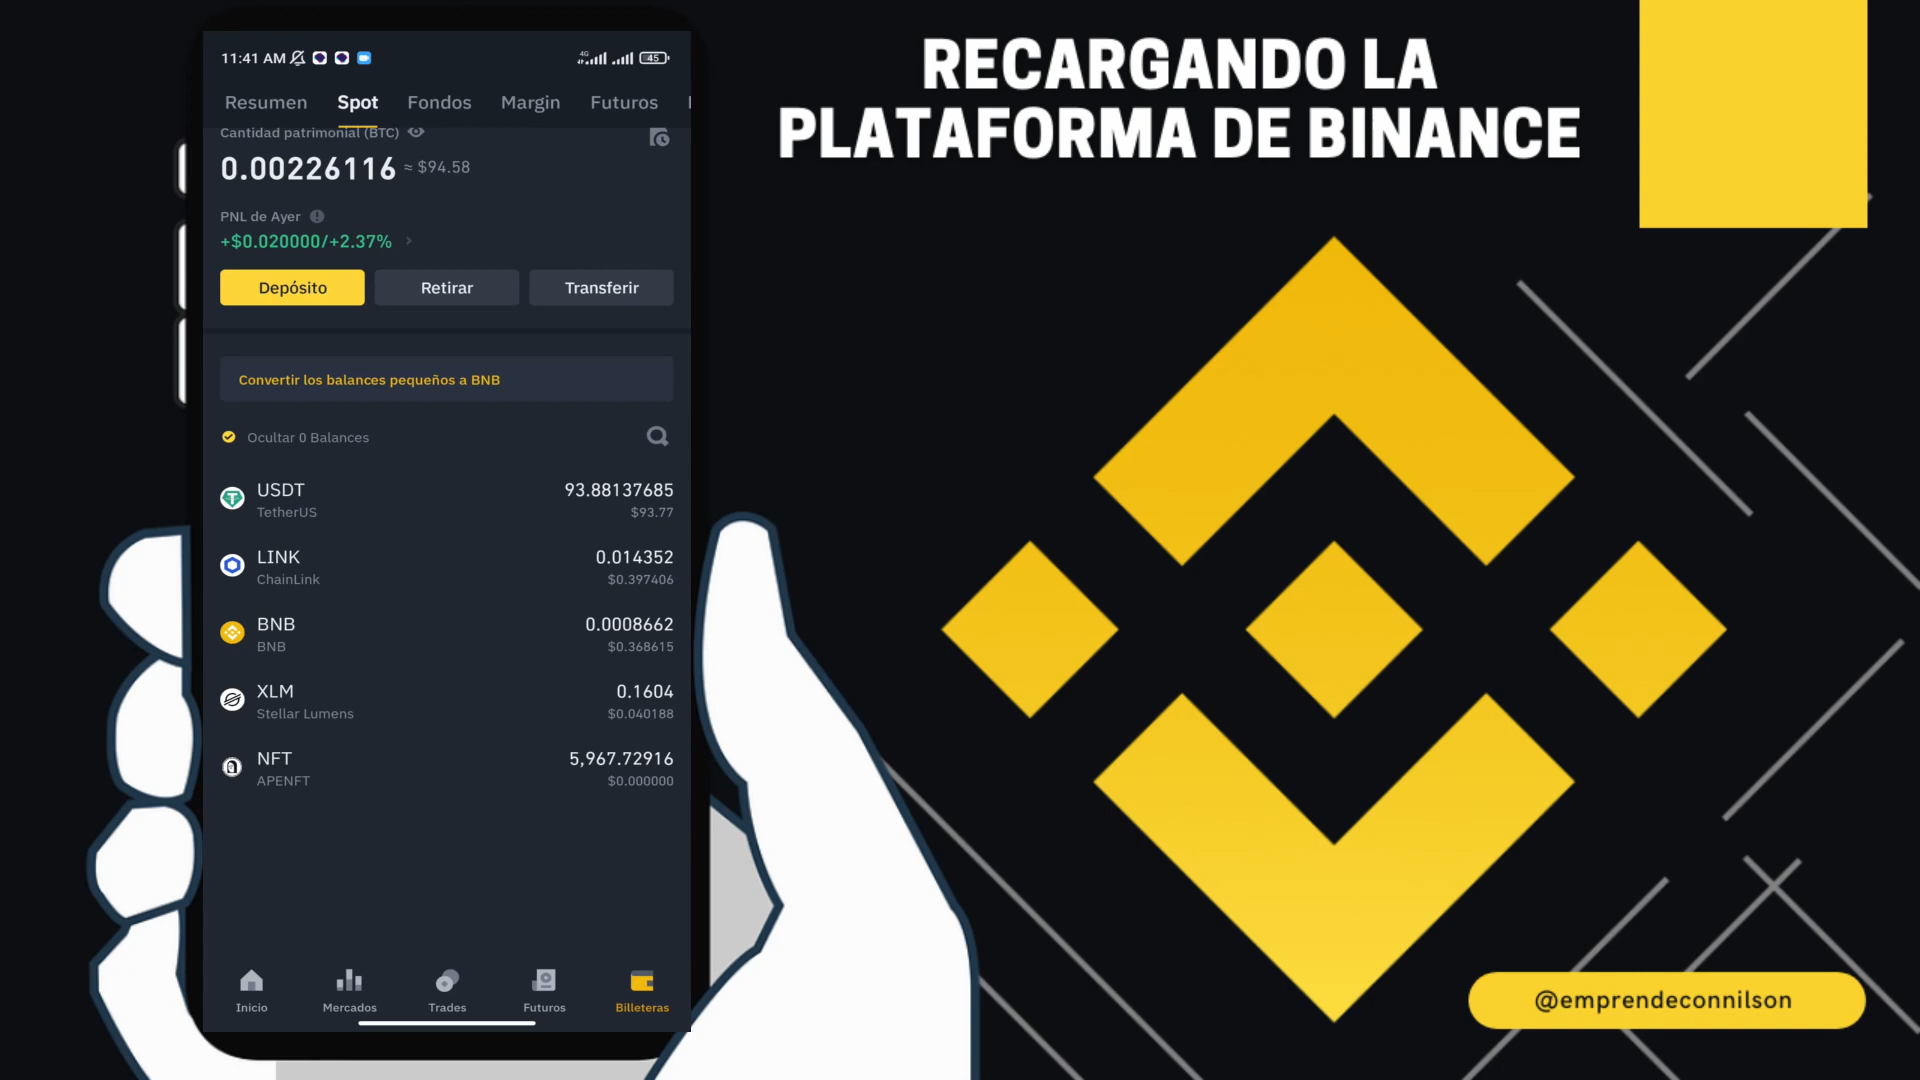 11:41 AM
4G
45
Resumen Spot Fondos Margin Futuros
Cantidad patrimonial (BTC)
0.00226116 ≈ $94.58
PNL de Ayer
+$0.020000/+2.37%
Depósito Retirar Transferir
Convertir los balances pequeños a BNB
Ocultar 0 Balances
USDT 93.88137685
TetherUS $93.77
LINK 0.014352
ChainLink $0.397406
BNB 0.0008662
BNB $0.368615
XLM 0.1604
Stellar Lumens $0.040188
NFT 5,967.72916
APENFT $0.000000
Inicio Mercados Trades Futuros Billeteras
RECARGANDO LA
PLATAFORMA DE BINANCE
@emprendeconnilson